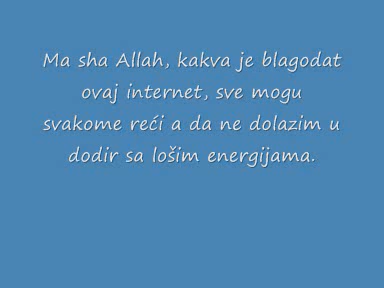 Ma sha Allah, kakva je blagodat
ovaj internet, sve mogu
svakome reći a da ne dolazim u
dodir sa lošim energijama.